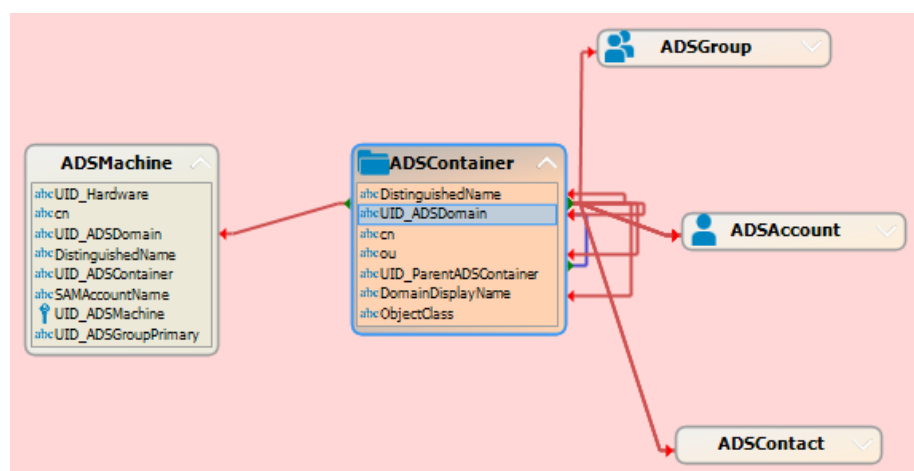 ADSGroup
ADSMachine
abc UID_Hardware
abc cn
abc UID_ADSDomain
abc DistinguishedName
abc UID_ADSContainer
abc SAMAccountName
UID_ADSMachine
abc UID_ADSGroupPrimary
ADSContainer
abc DistinguishedName
abc UID_ADSDomain
abc cn
abc ou
abc UID_ParentADSContainer
abc DomainDisplayName
abc ObjectClass
ADSAccount
ADSContact